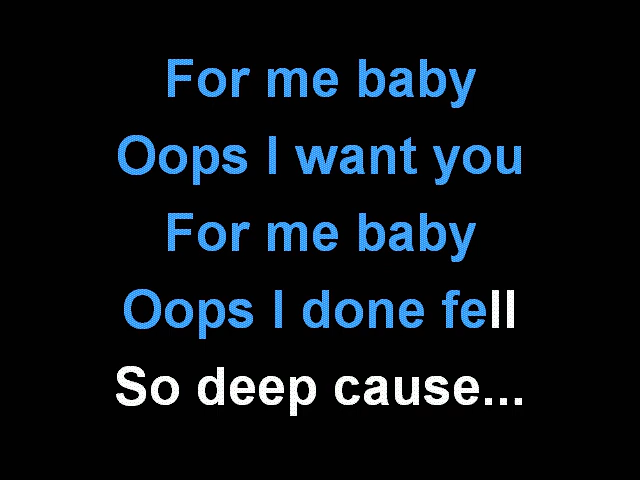 For me baby
Oops I want you
For me baby
Oops I done fell
So deep cause...